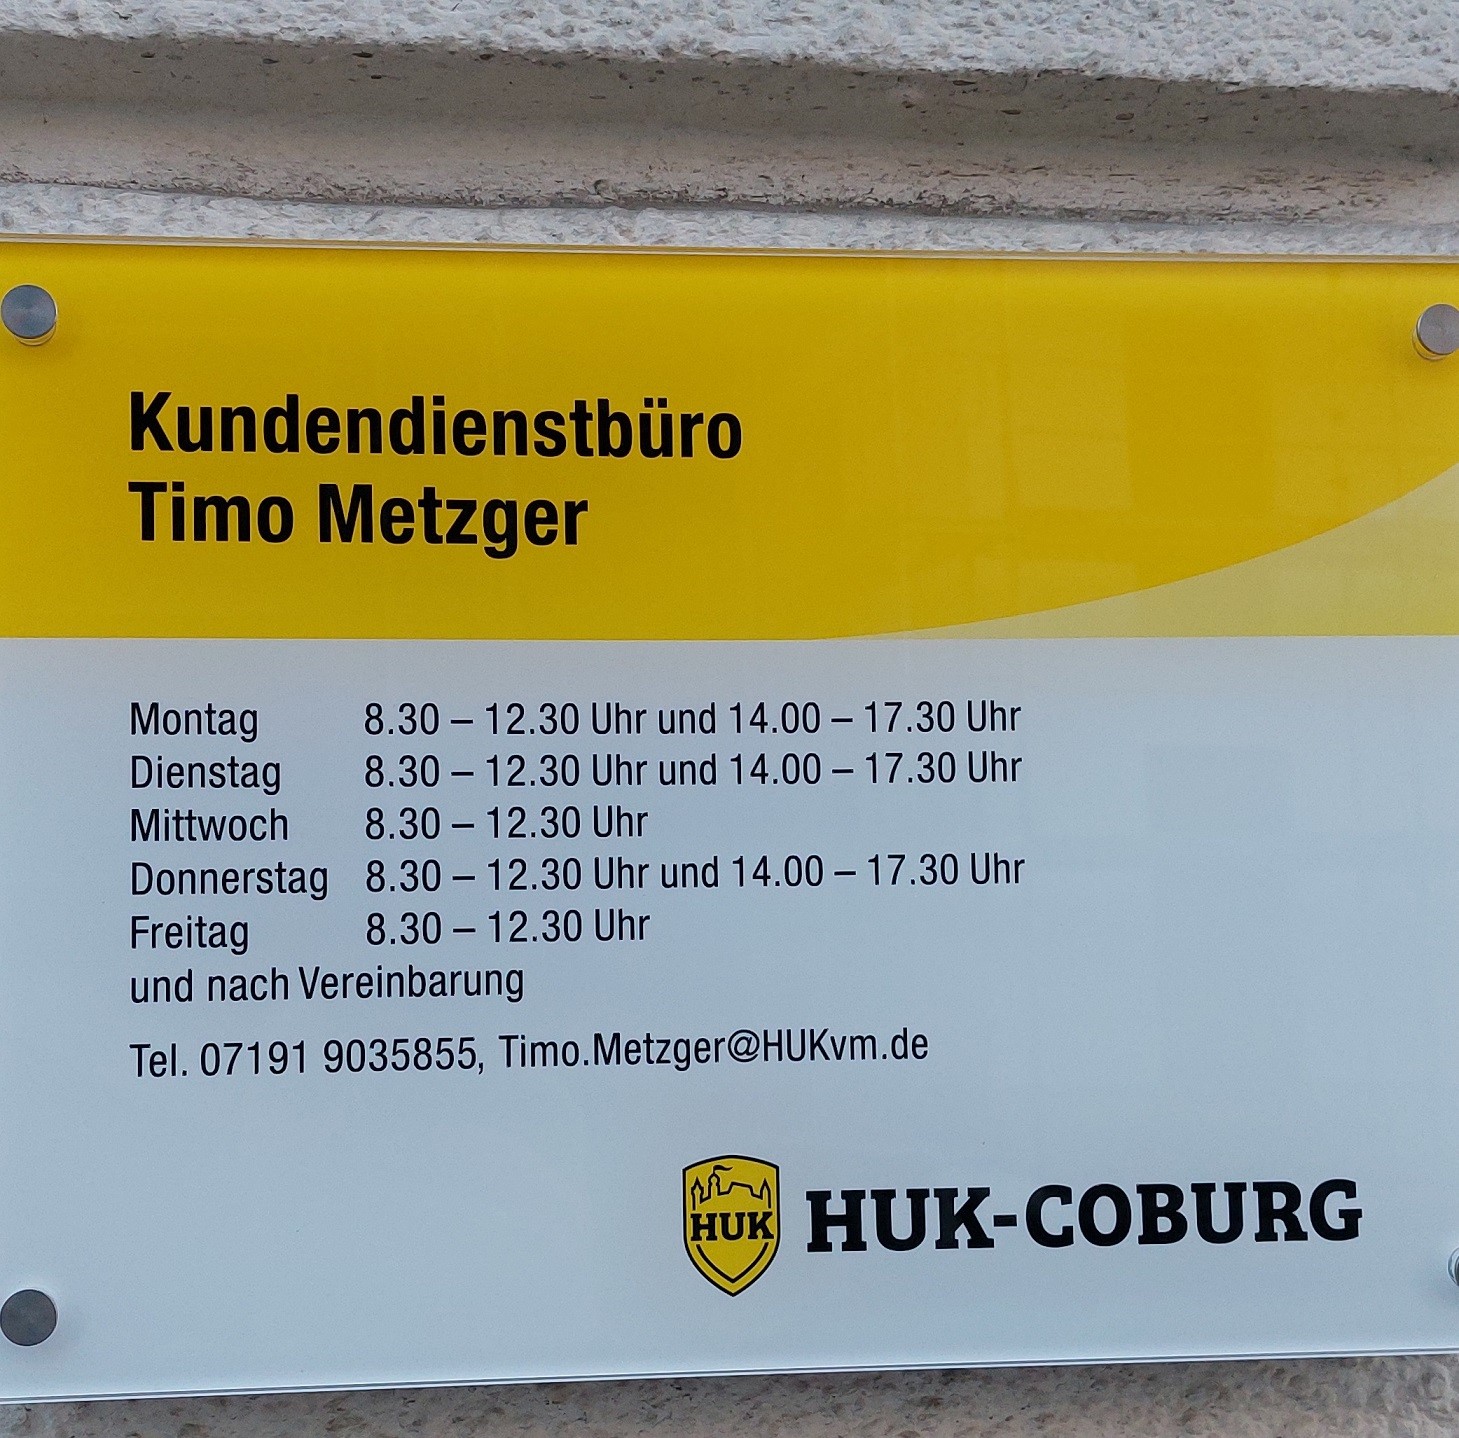 Kundendienstbüro
Timo Metzger
Montag 8.30 – 12.30 Uhr und 14.00 – 17.30 Uhr
Dienstag 8.30 – 12.30 Uhr und 14.00 – 17.30 Uhr
Mittwoch 8.30 – 12.30 Uhr
Donnerstag 8.30 – 12.30 Uhr und 14.00 – 17.30 Uhr
Freitag 8.30 – 12.30 Uhr
und nach Vereinbarung
Tel. 07191 9035855, Timo.Metzger@HUKvm.de
HUK HUK-COBURG